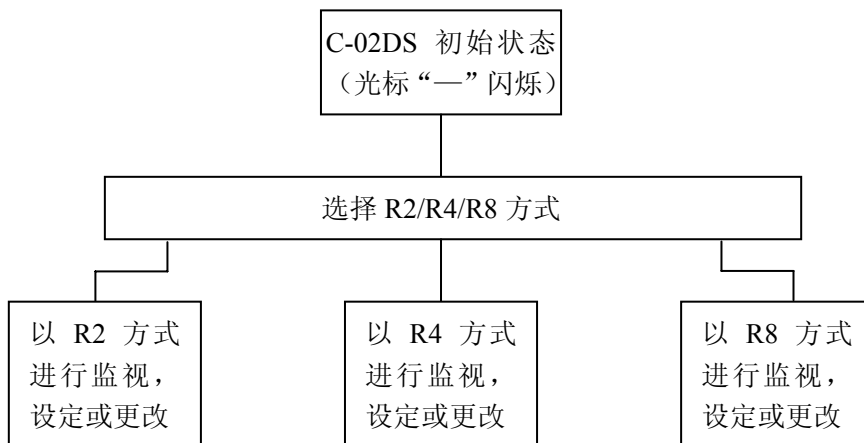 C-02DS 初始状态
（光标“—”闪烁）
选择 R2/R4/R8 方式
以 R2 方式
进行监视，
设定或更改
以 R4 方式
进行监视，
设定或更改
以 R8 方式
进行监视，
设定或更改